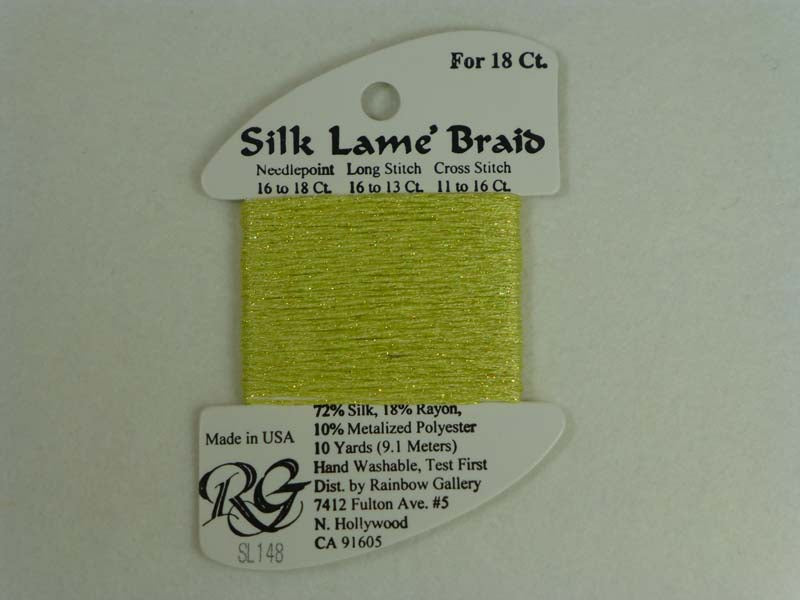 For 18 Ct.
Silk Lamé Braid
Needlepoint Long Stitch Cross Stitch
16 to 18 Ct. 16 to 13 Ct. 11 to 16 Ct.
72% Silk, 18% Rayon,
10% Metalized Polyester
10 Yards (9.1 Meters)
Hand Washable, Test First
Dist. by Rainbow Gallery
7412 Fulton Ave. #5
N. Hollywood
CA 91605
Made in USA
RG
SL148